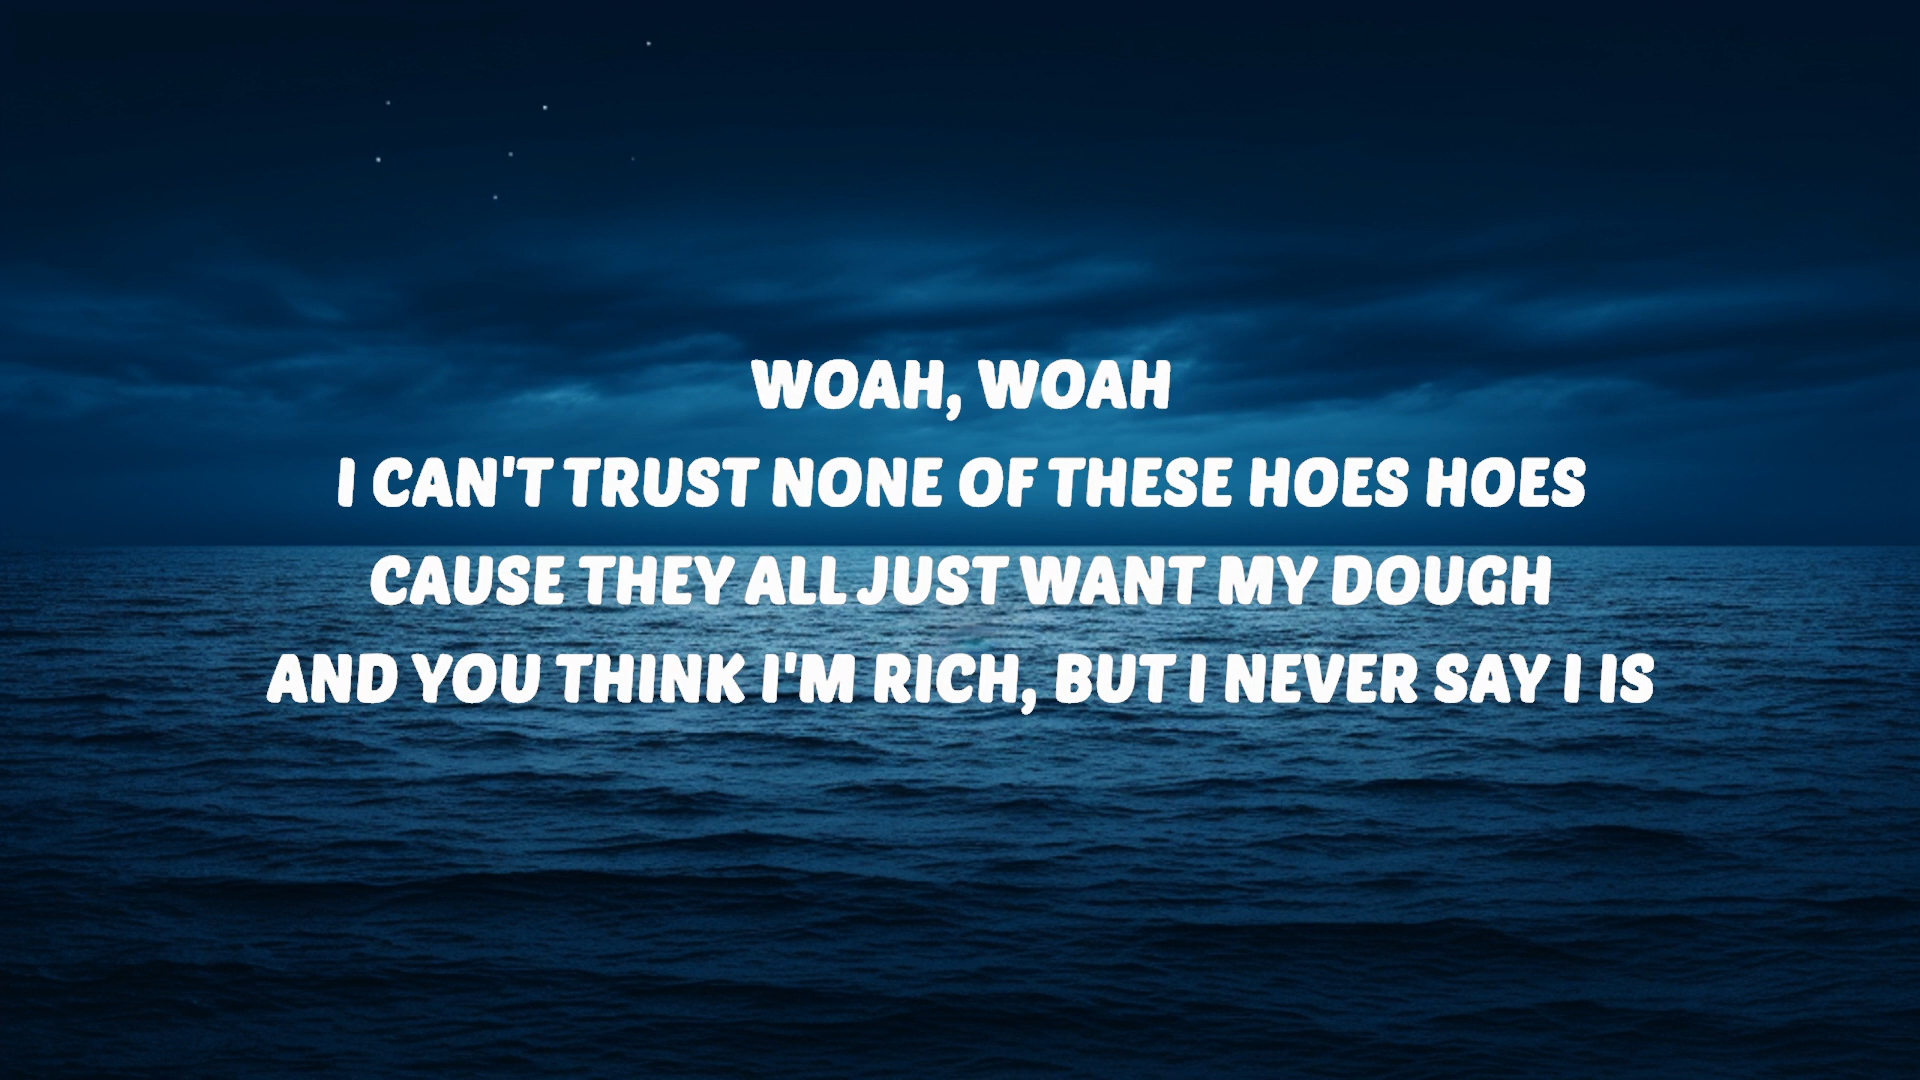 WOAH, WOAH
I CAN'T TRUST NONE OF THESE HOES HOES
CAUSE THEY ALL JUST WANT MY DOUGH
AND YOU THINK I'M RICH, BUT I NEVER SAY I IS